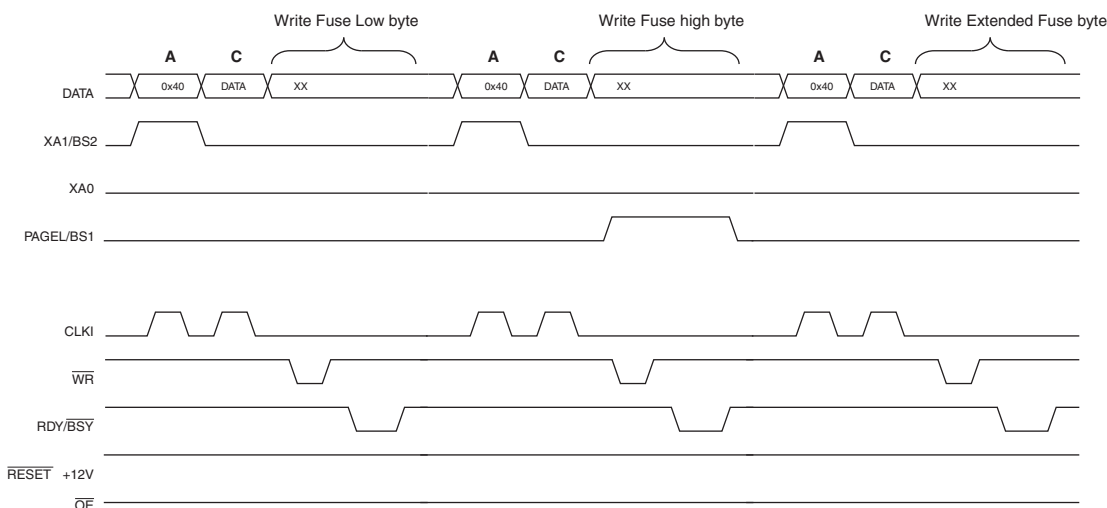 Write Fuse Low byte Write Fuse high byte Write Extended Fuse byte
A C A C A C
DATA 0x40 DATA XX 0x40 DATA XX 0x40 DATA XX
XA1/BS2
XA0
PAGEL/BS1
CLKI
WR
RDY/BSY
RESET +12V
OE